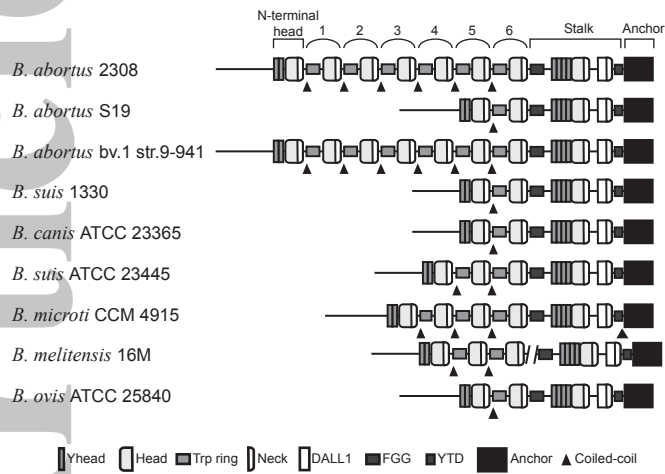 N-terminal
head 1 2 3 4 5 6 Stalk Anchor
B. abortus 2308
B. abortus S19
B. abortus bv.1 str.9-941
B. suis 1330
B. canis ATCC 23365
B. suis ATCC 23445
B. microti CCM 4915
B. melitensis 16M
B. ovis ATCC 25840
Yhead Head Trp ring Neck DALL1 FGG YTD Anchor Coiled-coil